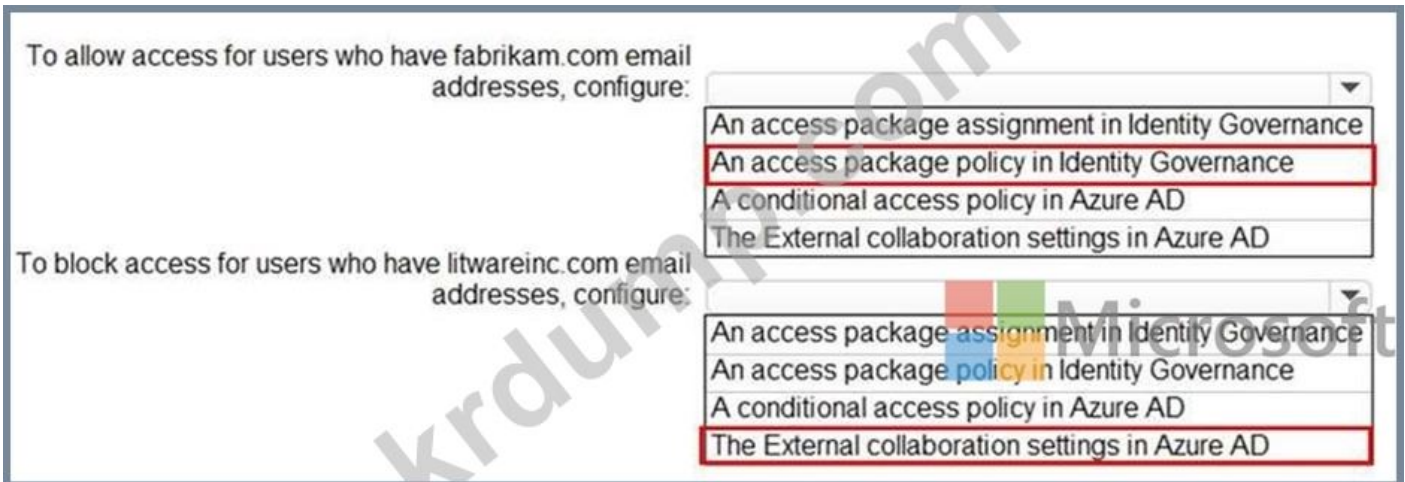 To allow access for users who have fabrikam.com email
addresses, configure:
An access package assignment in Identity Governance
An access package policy in Identity Governance
A conditional access policy in Azure AD
The External collaboration settings in Azure AD
To block access for users who have litwareinc.com email
addresses, configure:
An access package assignment in Identity Governance
An access package policy in Identity Governance
A conditional access policy in Azure AD
The External collaboration settings in Azure AD
krdump.com
Microsoft